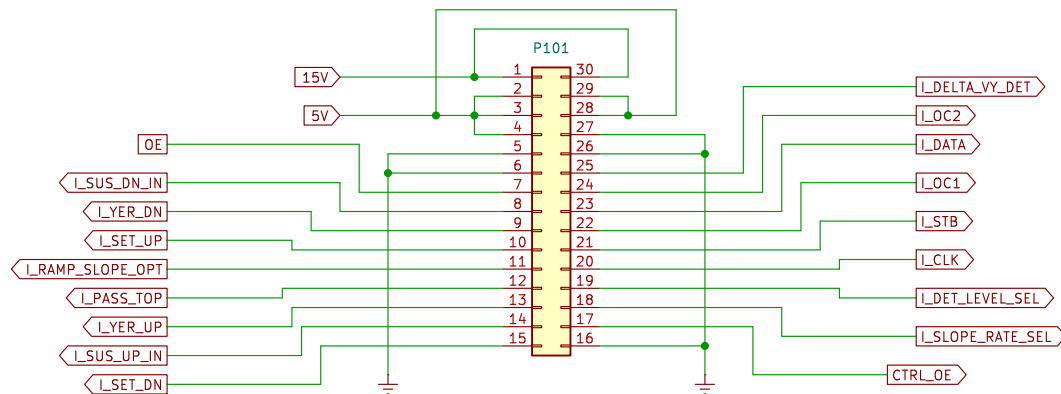 P101
15V
5V
OE
I_SUS_DN_IN
I_YER_DN
I_SET_UP
I_RAMP_SLOPE_OPT
I_PASS_TOP
I_YER_UP
I_SUS_UP_IN
I_SET_DN
1
2
3
4
5
6
7
8
9
10
11
12
13
14
15
30
29
28
27
26
25
24
23
22
21
20
19
18
17
16
I_DELTA_VY_DET
I_OC2
I_DATA
I_OC1
I_STB
I_CLK
I_DET_LEVEL_SEL
I_SLOPE_RATE_SEL
CTRL_OE